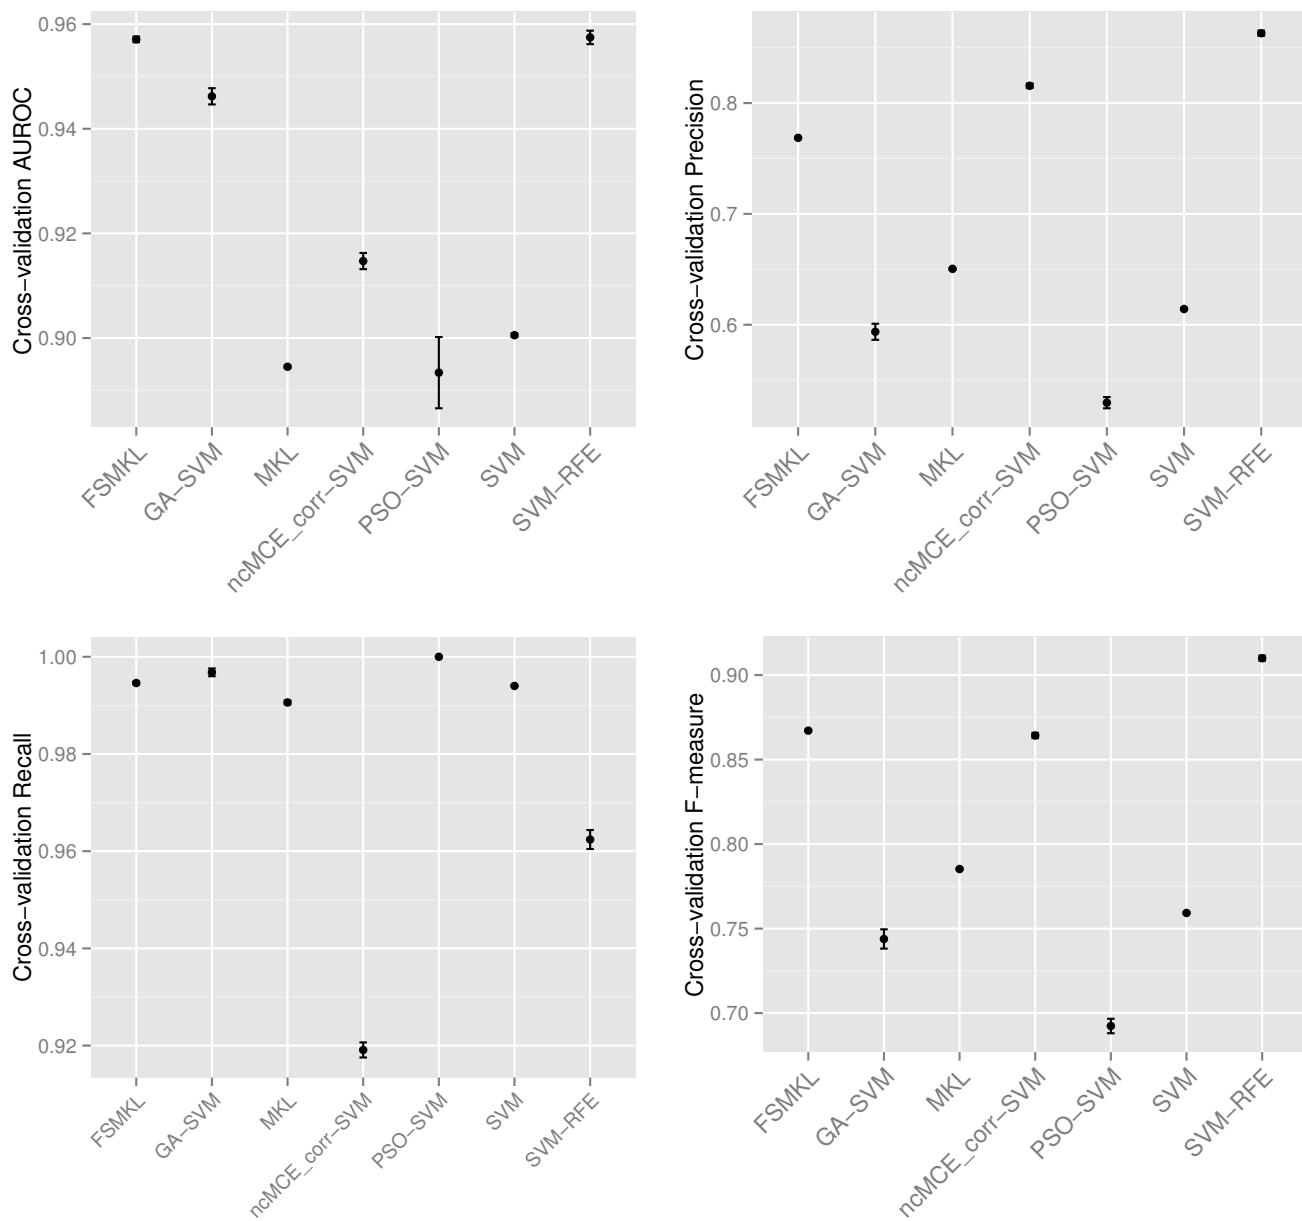 Cross−validation AUROC
0.96
0.94
0.92
0.90
FSMKL
GA−SVM
MKL
ncMCE_corr−SVM
PSO−SVM
SVM
SVM−RFE
Cross−validation Precision
0.8
0.7
0.6
FSMKL
GA−SVM
MKL
ncMCE_corr−SVM
PSO−SVM
SVM
SVM−RFE
Cross−validation Recall
1.00
0.98
0.96
0.94
0.92
FSMKL
GA−SVM
MKL
ncMCE_corr−SVM
PSO−SVM
SVM
SVM−RFE
Cross−validation F−measure
0.90
0.85
0.80
0.75
0.70
FSMKL
GA−SVM
MKL
ncMCE_corr−SVM
PSO−SVM
SVM
SVM−RFE